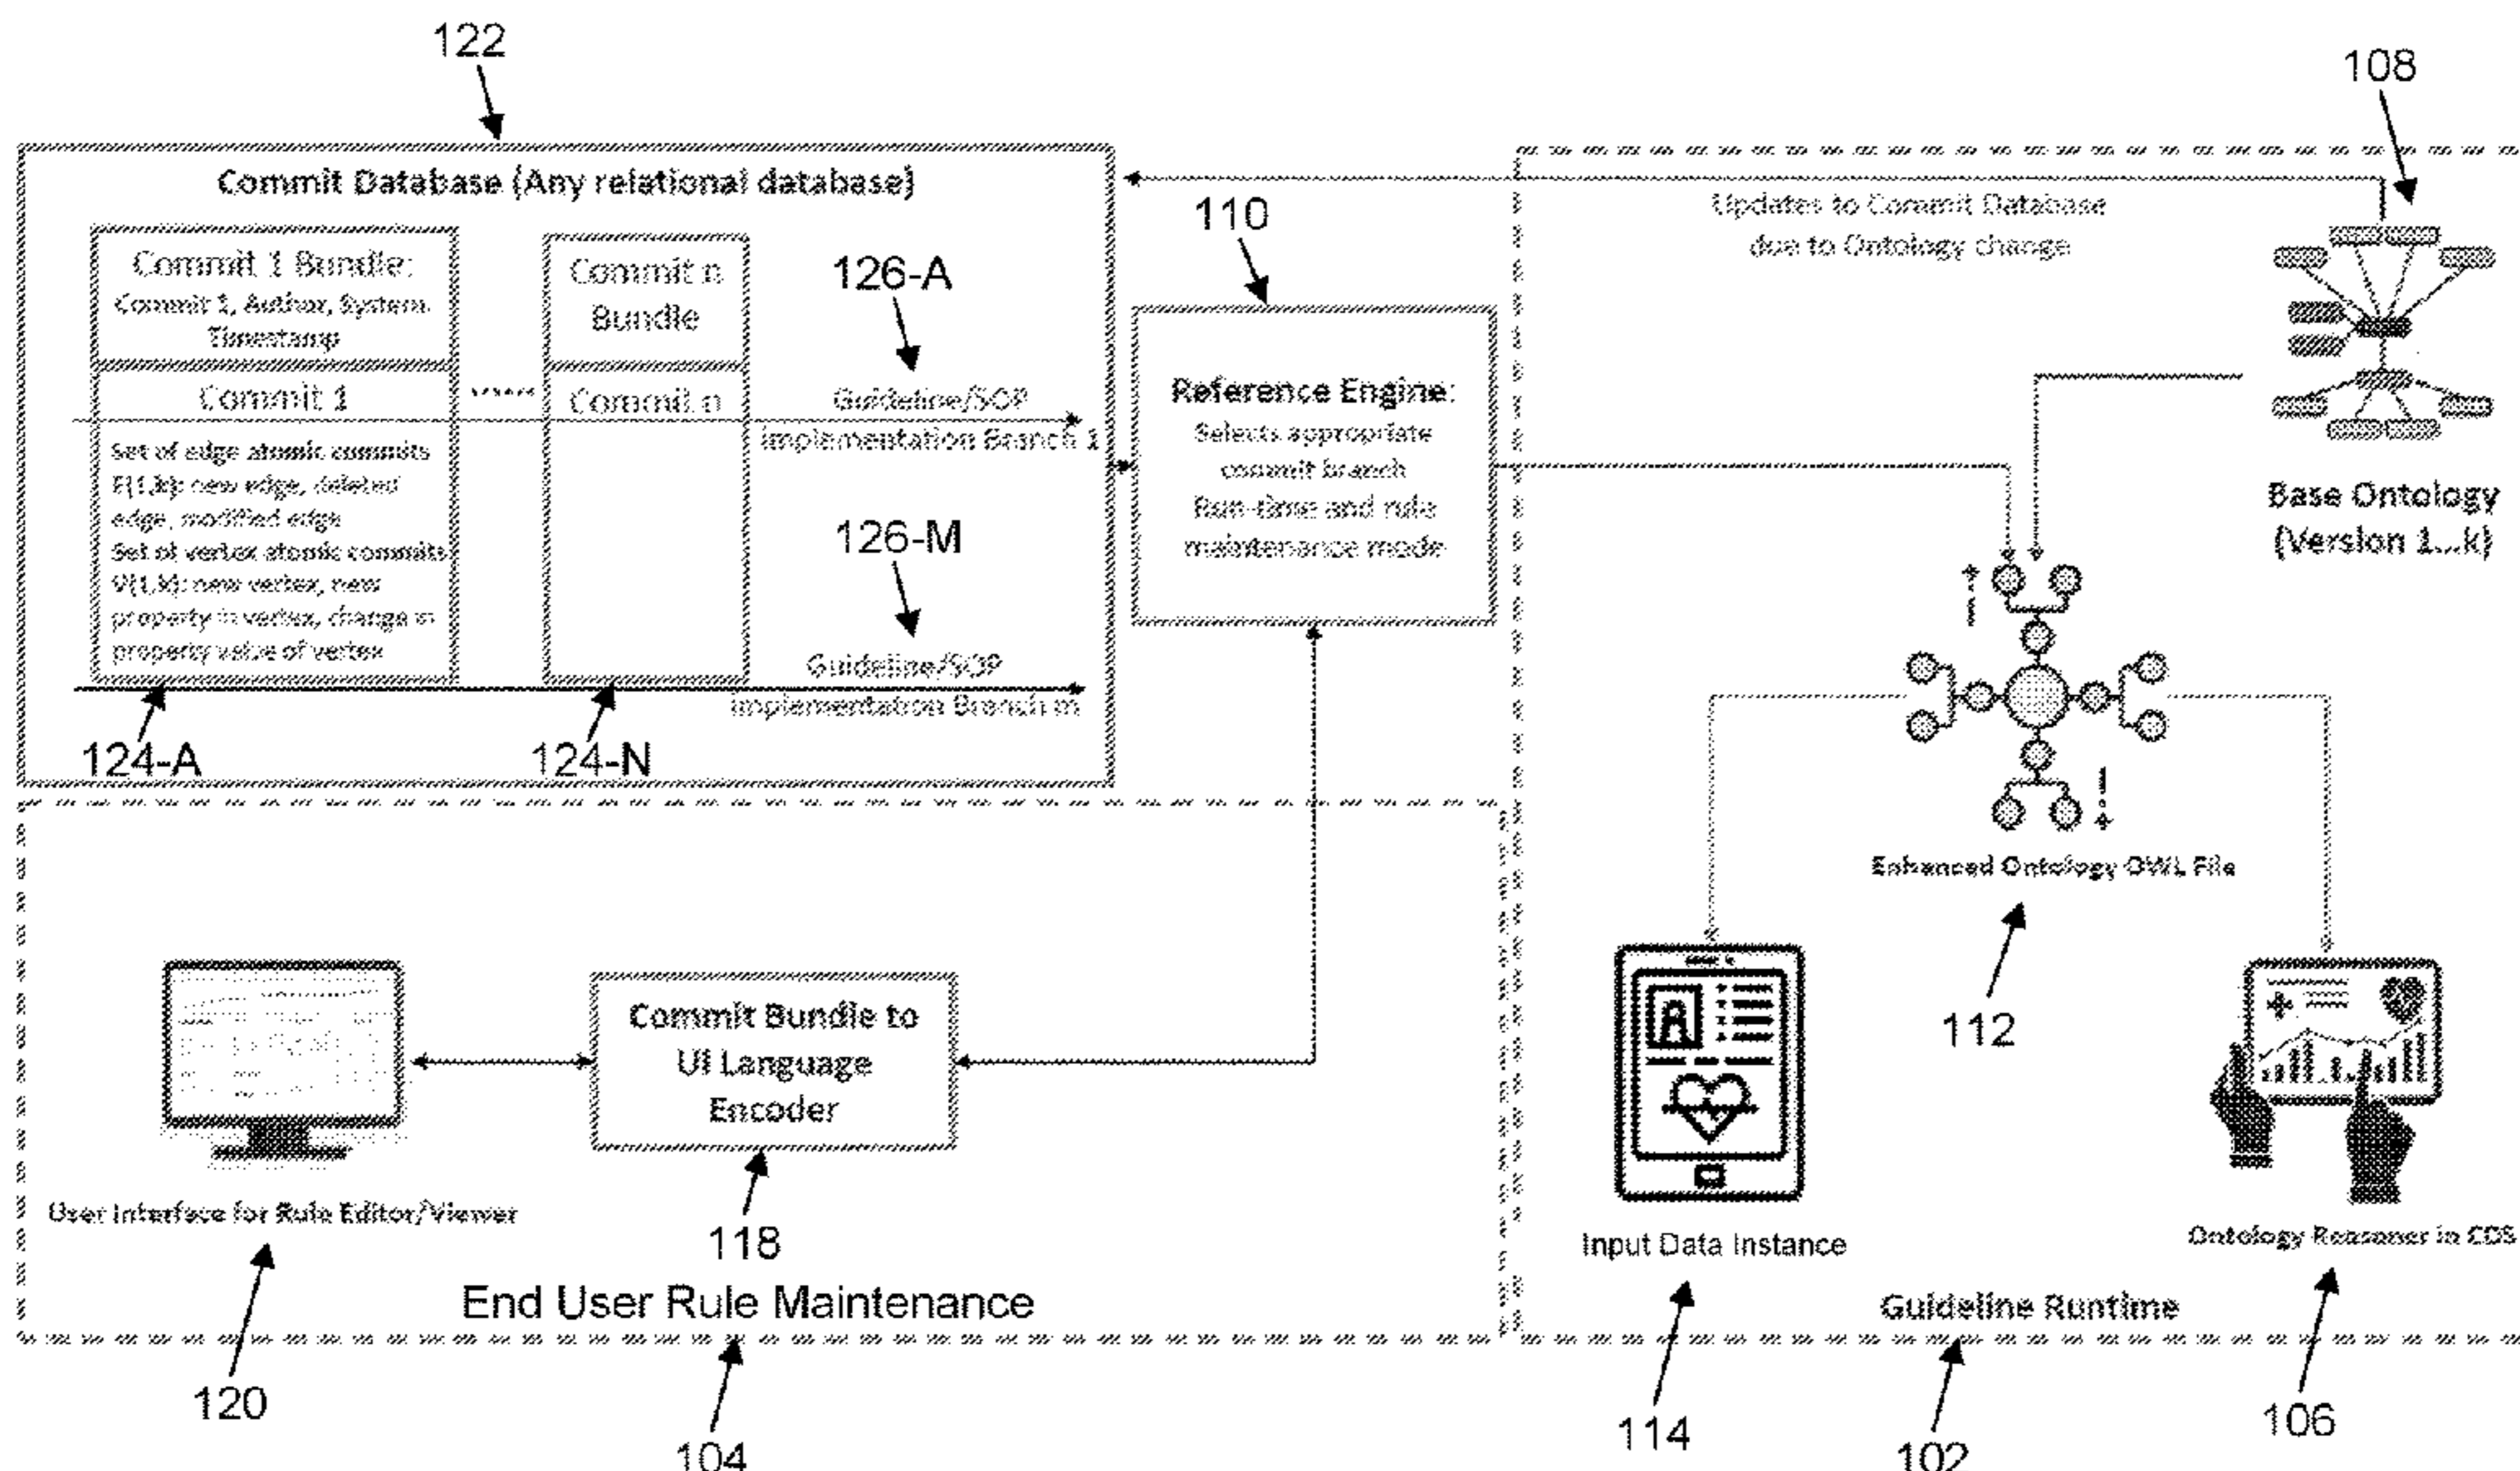 122
108
Commit Database (Any relational database)
110
Updates to Commit Database
due to Ontology change
Commit 1 Bundle:
Commit 1, Author, System,
Timestamp
Commit n
Bundle
126-A
Commit 1
......
Commit n
Guideline/SOP
Implementation Branch 1
Reference Engine:
Selects appropriate
commit branch
Run-time and rule
maintenance mode
Set of edge atomic commits
E(1,k): new edge, deleted
edge, modified edge
Set of vertex atomic commits
V(1,k): new vertex, new
property in vertex, change in
property value of vertex
126-M
Guideline/SOP
Implementation Branch m
Base Ontology
(Version 1...k)
124-A
124-N
Enhanced Ontology OWL File
112
Commit Bundle to
UI Language
Encoder
User Interface for Rule Editor/Viewer
118
Input Data Instance
Ontology Reasoner in CDS
End User Rule Maintenance
Guideline Runtime
120
104
114
102
106